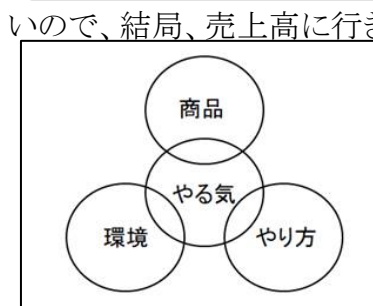 いので、結局、売上高に行き
商品
やる気
環境 やり方